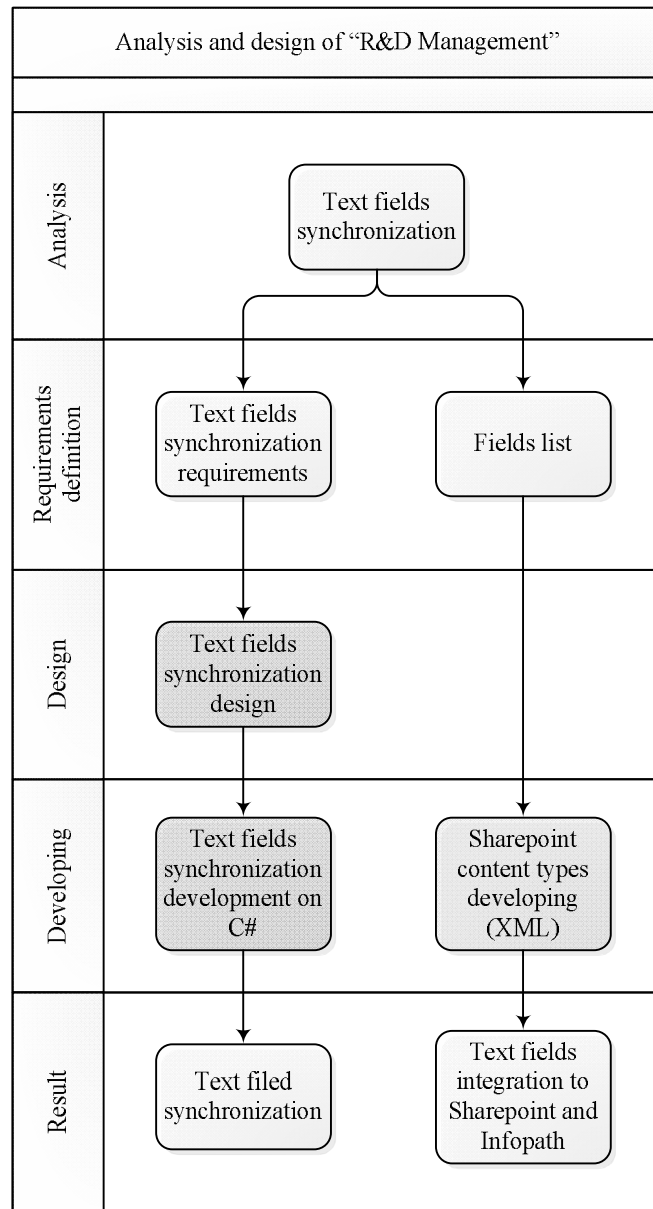 Analysis and design of “R&D Management”
Analysis
Text fields
synchronization
Requirements
definition
Text fields
synchronization
requirements
Fields list
Design
Text fields
synchronization
design
Developing
Text fields
synchronization
development on
C#
Sharepoint
content types
developing
(XML)
Result
Text filed
synchronization
Text fields
integration to
Sharepoint and
Infopath